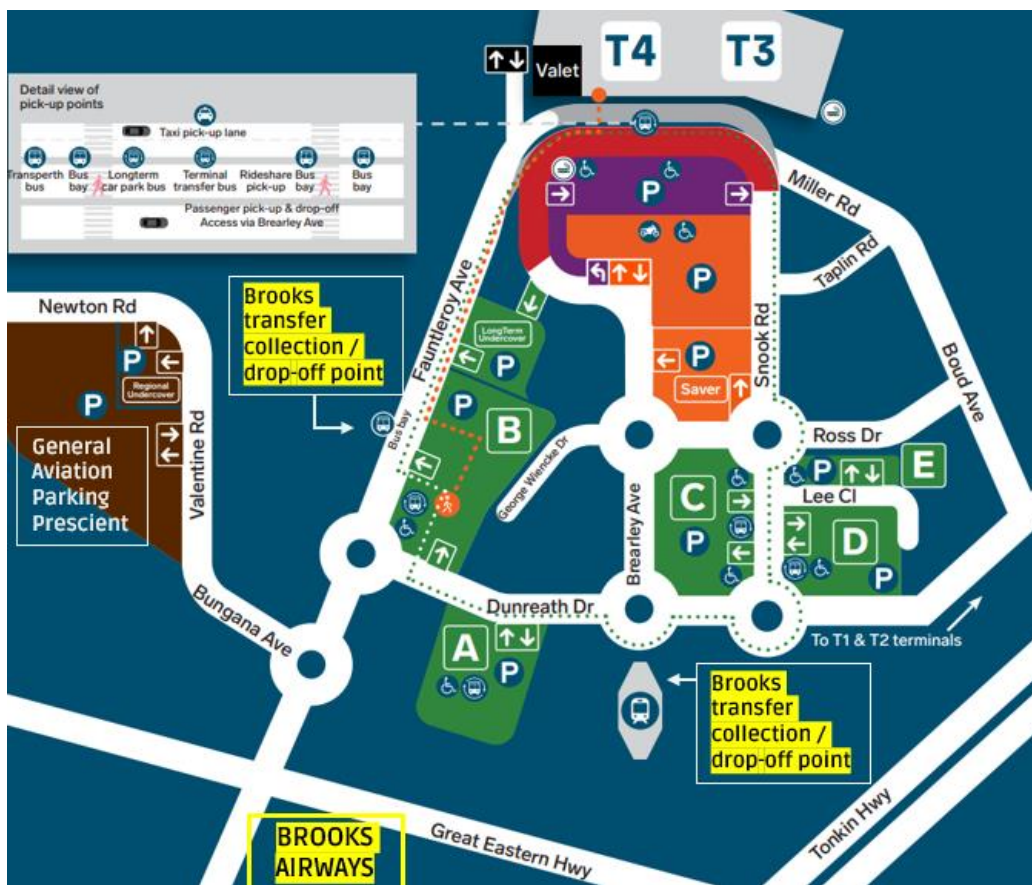 T4
T3
Valet
Detail view of
pick-up points
Taxi pick-up lane
Transperth
bus
Bus
bay
Longterm
car park bus
Terminal
transfer bus
Rideshare
pick-up
Bus
bay
Bus
bay
Passenger pick-up & drop-off
Access via Brearley Ave
Miller Rd
Taplin Rd
P
P
P
Newton Rd
Brooks
transfer
collection /
drop-off point
Fauntleroy Ave
LongTerm
Undercover
P
Snook Rd
Boud Ave
Saver
P
Regional
Undercover
P
P
Valentine Rd
General
Aviation
Parking
Prescient
Bus bay
P
B
George Wiencke Dr
Ross Dr
P
E
Lee Cl
C
P
D
P
Brearley Ave
Dunreath Dr
Bungana Ave
A
P
To T1 & T2 terminals
Brooks
transfer
collection /
drop-off point
Great Eastern Hwy
Tonkin Hwy
BROOKS
AIRWAYS